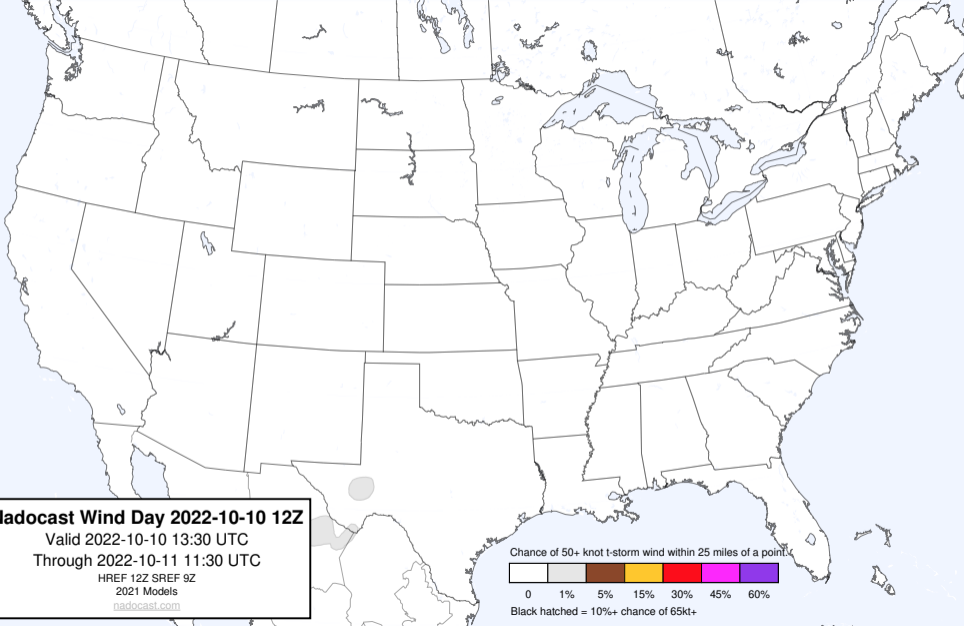 adocast Wind Day 2022-10-10 12Z
Valid 2022-10-10 13:30 UTC
Through 2022-10-11 11:30 UTC
HREF 12Z SREF 9Z
2021 Models
nadocast.com
Chance of 50+ knot t-storm wind within 25 miles of a point.
0 1% 5% 15% 30% 45% 60%
Black hatched = 10%+ chance of 65kt+